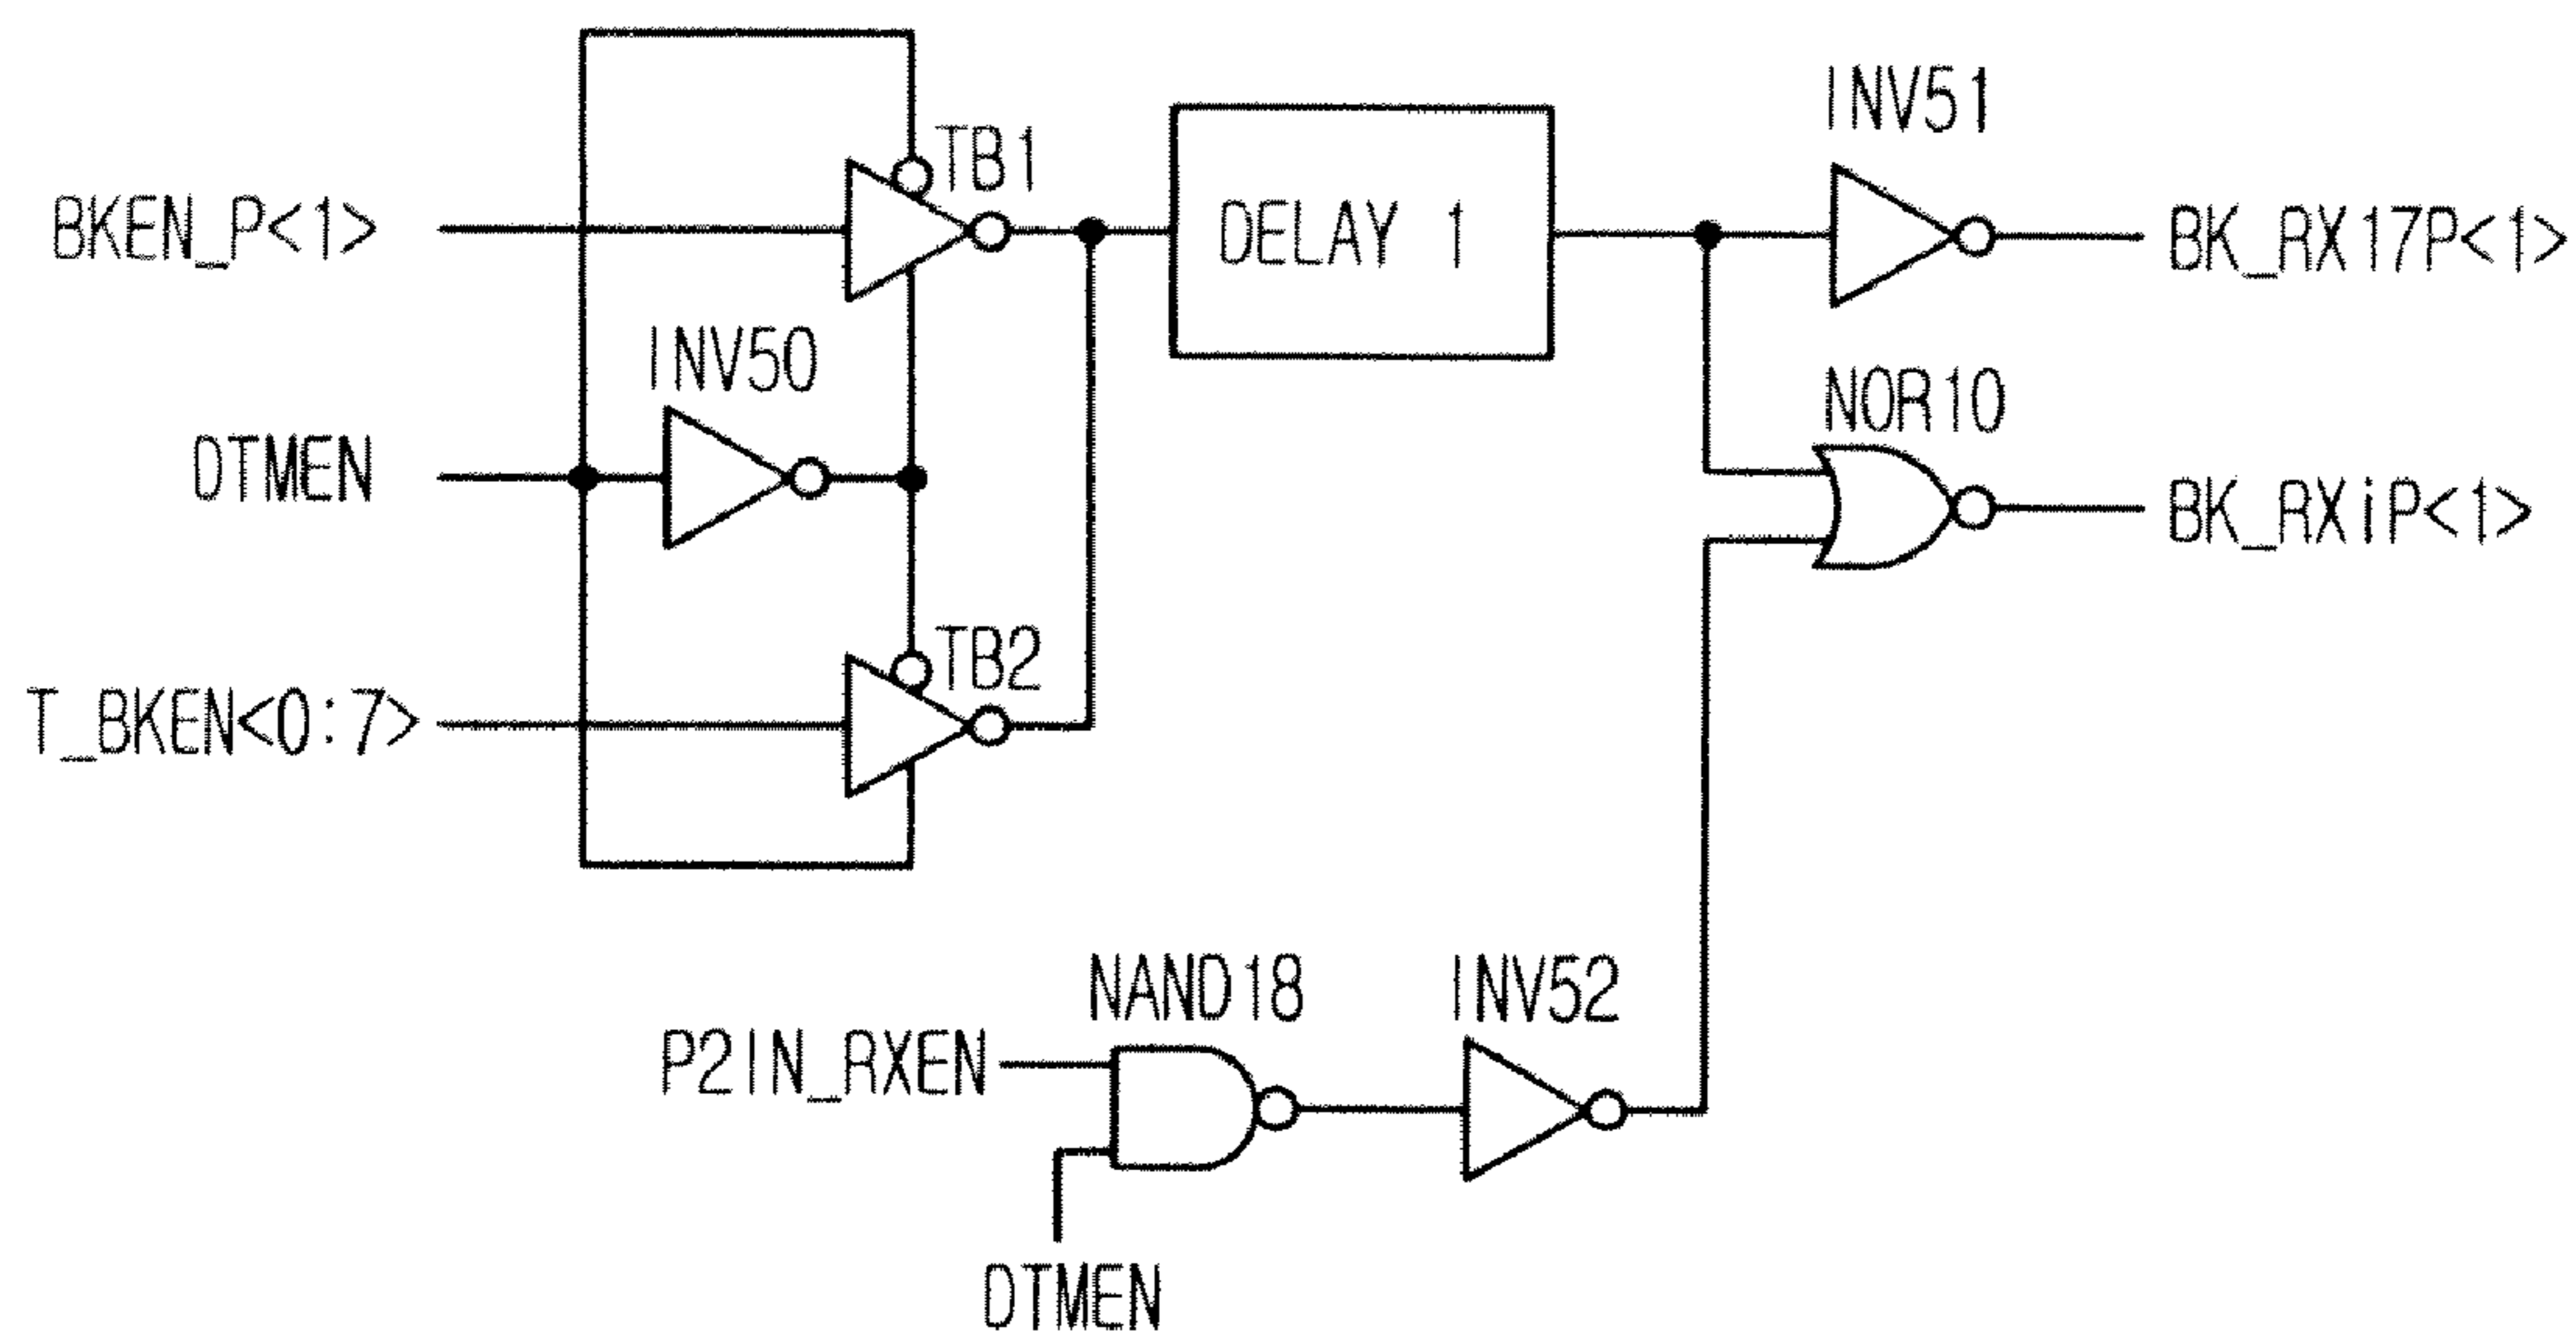 INV51
TB1
BKEN_P<1>
DELAY 1
BK_RX17P<1>
INV50
NOR10
DTMEN
BK_RXiP<1>
TB2
T_BKEN<0:7>
NAND18
INV52
P2IN_RXEN
DTMEN